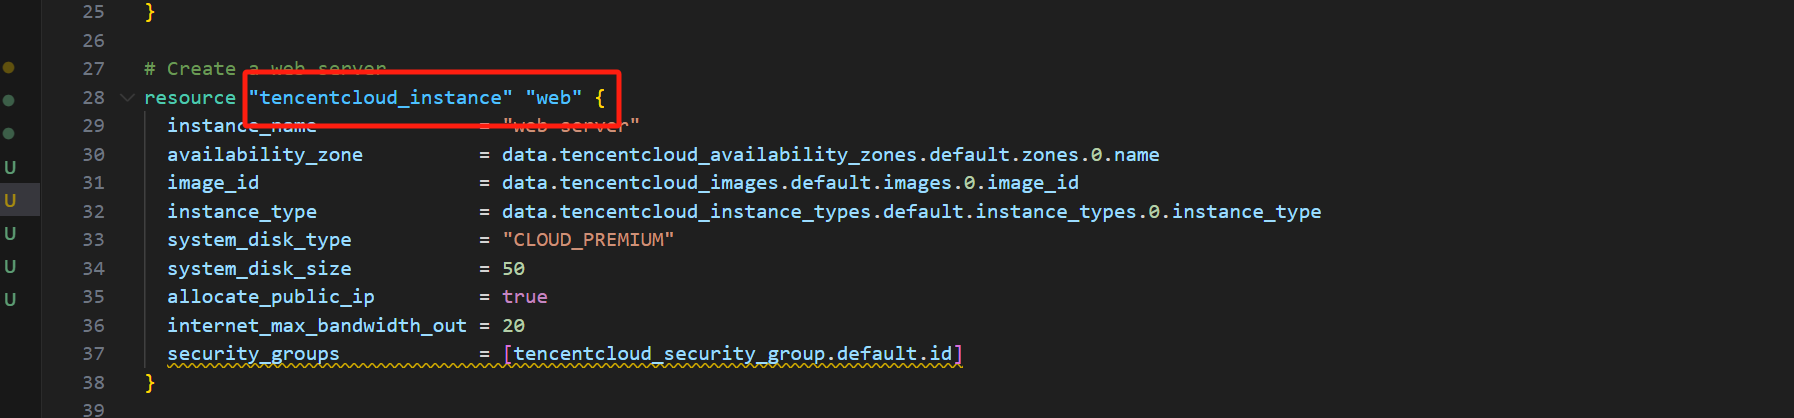 25 }
26
27 # Create a web server
28 resource "tencentcloud_instance" "web" {
29 instance_name = "web server"
30 availability_zone = data.tencentcloud_availability_zones.default.zones.0.name
31 image_id = data.tencentcloud_images.default.images.0.image_id
32 instance_type = data.tencentcloud_instance_types.default.instance_types.0.instance_type
33 system_disk_type = "CLOUD_PREMIUM"
34 system_disk_size = 50
35 allocate_public_ip = true
36 internet_max_bandwidth_out = 20
37 security_groups = [tencentcloud_security_group.default.id]
38 }
39
U
U
U
U
U